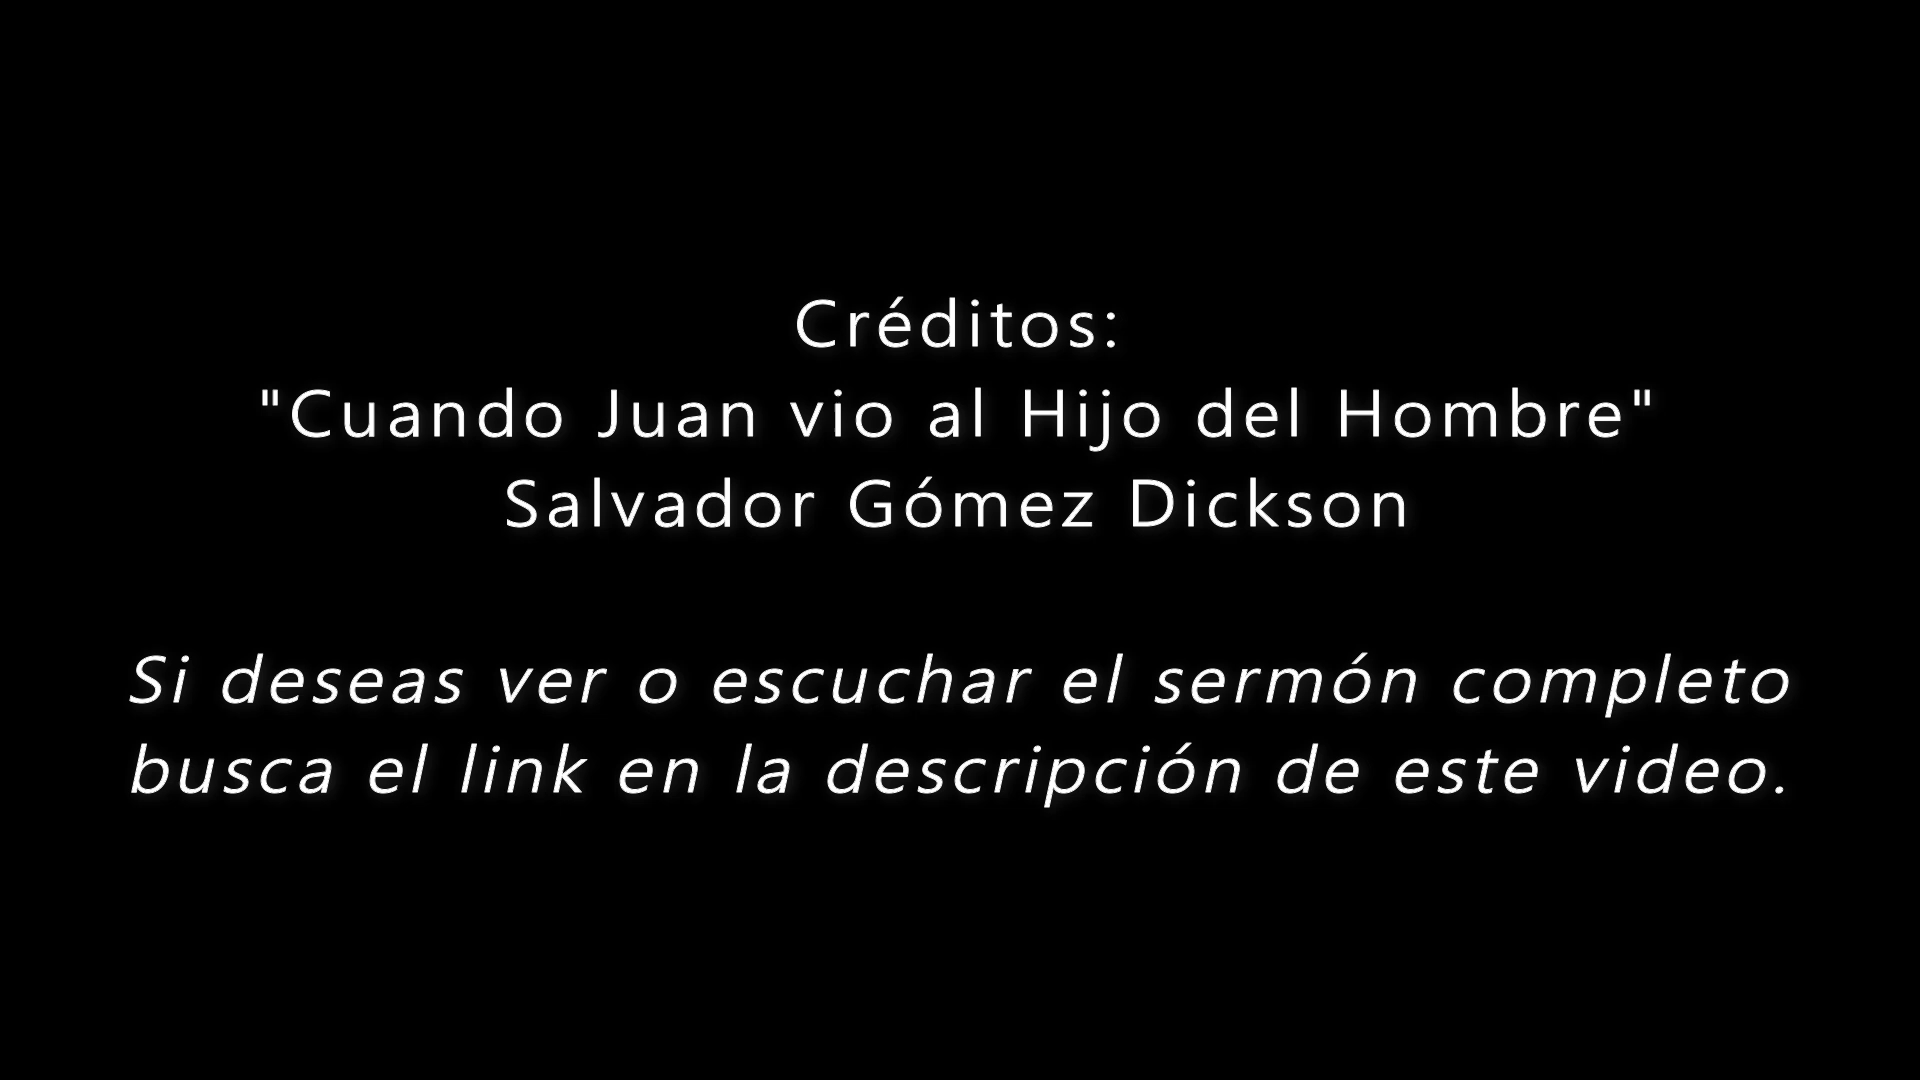 Créditos:
"Cuando Juan vio al Hijo del Hombre"
Salvador Gómez Dickson
Si deseas ver o escuchar el sermón completo
busca el link en la descripción de este video.